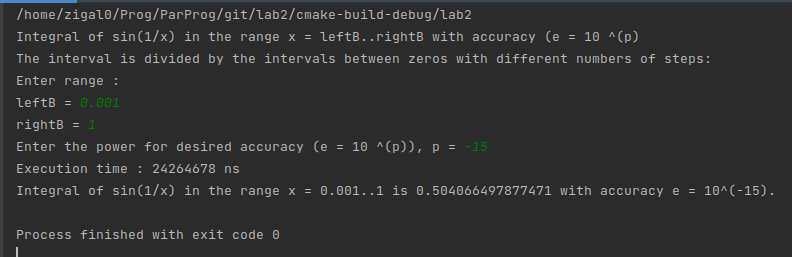 /home/zigal0/Prog/ParProg/git/lab2/cmake-build-debug/lab2
Integral of sin(1/x) in the range x = leftB..rightB with accuracy (e = 10 ^(p)
The interval is divided by the intervals between zeros with different numbers of steps:
Enter range :
leftB = 0.001
rightB = 1
Enter the power for desired accuracy (e = 10 ^(p)), p = -15
Execution time : 24264678 ns
Integral of sin(1/x) in the range x = 0.001..1 is 0.504066497877471 with accuracy e = 10^(-15).
Process finished with exit code 0